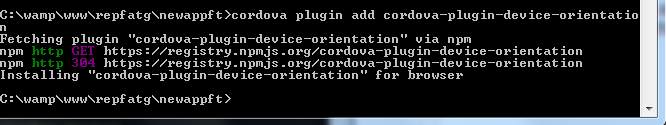 C:\wamp\www\repfatg\newappft>cordova plugin add cordova-plugin-device-orientatio
n
Fetching plugin "cordova-plugin-device-orientation" via npm
npm http GET https://registry.npmjs.org/cordova-plugin-device-orientation
npm http 304 https://registry.npmjs.org/cordova-plugin-device-orientation
Installing "cordova-plugin-device-orientation" for browser
C:\wamp\www\repfatg\newappft>